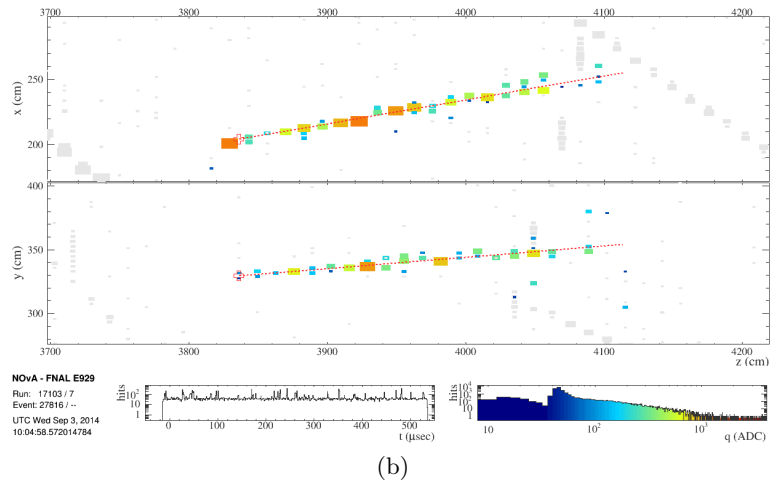 3700 3800 3900 4000 4100 4200
x (cm)
250
200
y (cm)
400
350
300
3700 3800 3900 4000 4100 4200
z (cm)
NOvA - FNAL E929
Run: 17103 / 7
Event: 27816 / --
UTC Wed Sep 3, 2014
10:04:58.572014784
hits
10²
10
1
0 100 200 300 400 500
t (μsec)
hits
10⁴
10³
10²
10
1
10 10² 10³
q (ADC)
(b)